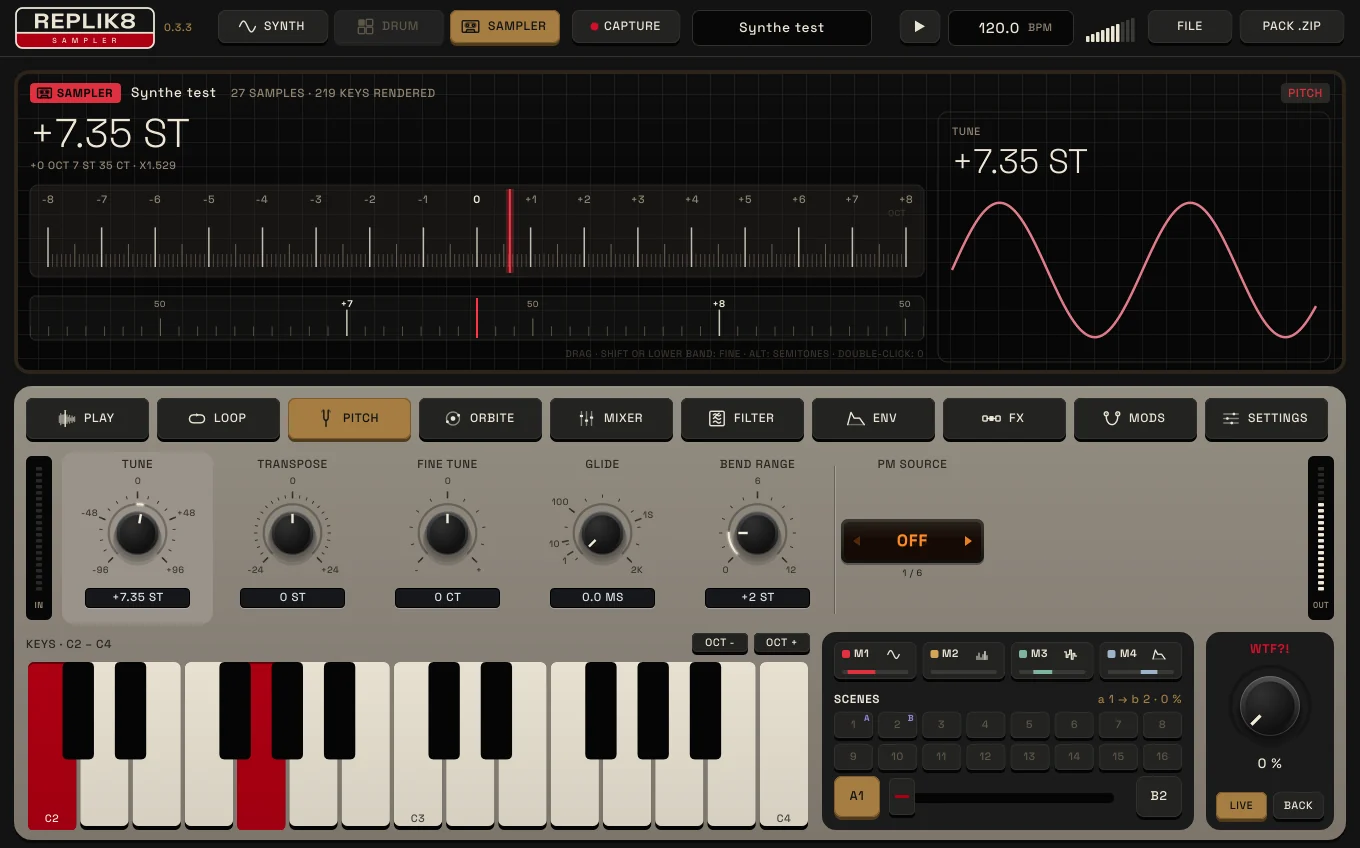 REPLIK8
SAMPLER
0.3.3
SYNTH
DRUM
SAMPLER
CAPTURE
Synthe test
120.0 BPM
FILE
PACK .ZIP
SAMPLER Synthe test 27 SAMPLES · 219 KEYS RENDERED
PITCH
+7.35 ST
+0 OCT 7 ST 35 CT · X1.529
-8 -7 -6 -5 -4 -3 -2 -1 0 +1 +2 +3 +4 +5 +6 +7 +8
OCT
50 +7 50 +8 50
DRAG · SHIFT OR LOWER BAND: FINE · ALT: SEMITONES · DOUBLE-CLICK: 0
TUNE
+7.35 ST
PLAY LOOP PITCH ORBITE MIXER FILTER ENV FX MODS SETTINGS
IN
TUNE
0
-48 +48
-96 +96
+7.35 ST
TRANSPOSE
0
-24 +24
0 ST
FINE TUNE
0
- +
0 CT
GLIDE
100 1S
10
1 2K
0.0 MS
BEND RANGE
6
0 12
+2 ST
PM SOURCE
OFF
1 / 6
OUT
KEYS · C2 – C4
OCT -
OCT +
C2 C3 C4
M1 M2 M3 M4
SCENES
a 1 → b 2 · 0 %
1 A 2 B 3 4 5 6 7 8
9 10 11 12 13 14 15 16
A1
B2
WTF?!
0 %
LIVE
BACK